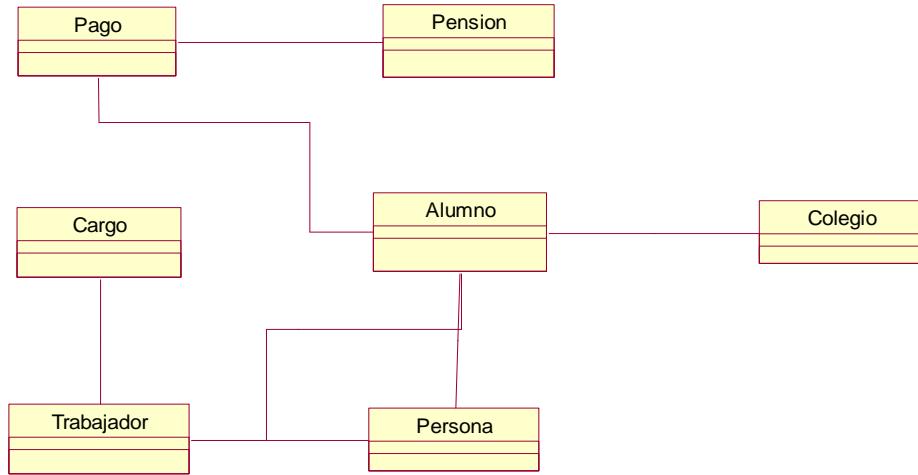 Pago
Pension
Alumno
Colegio
Cargo
Trabajador
Persona